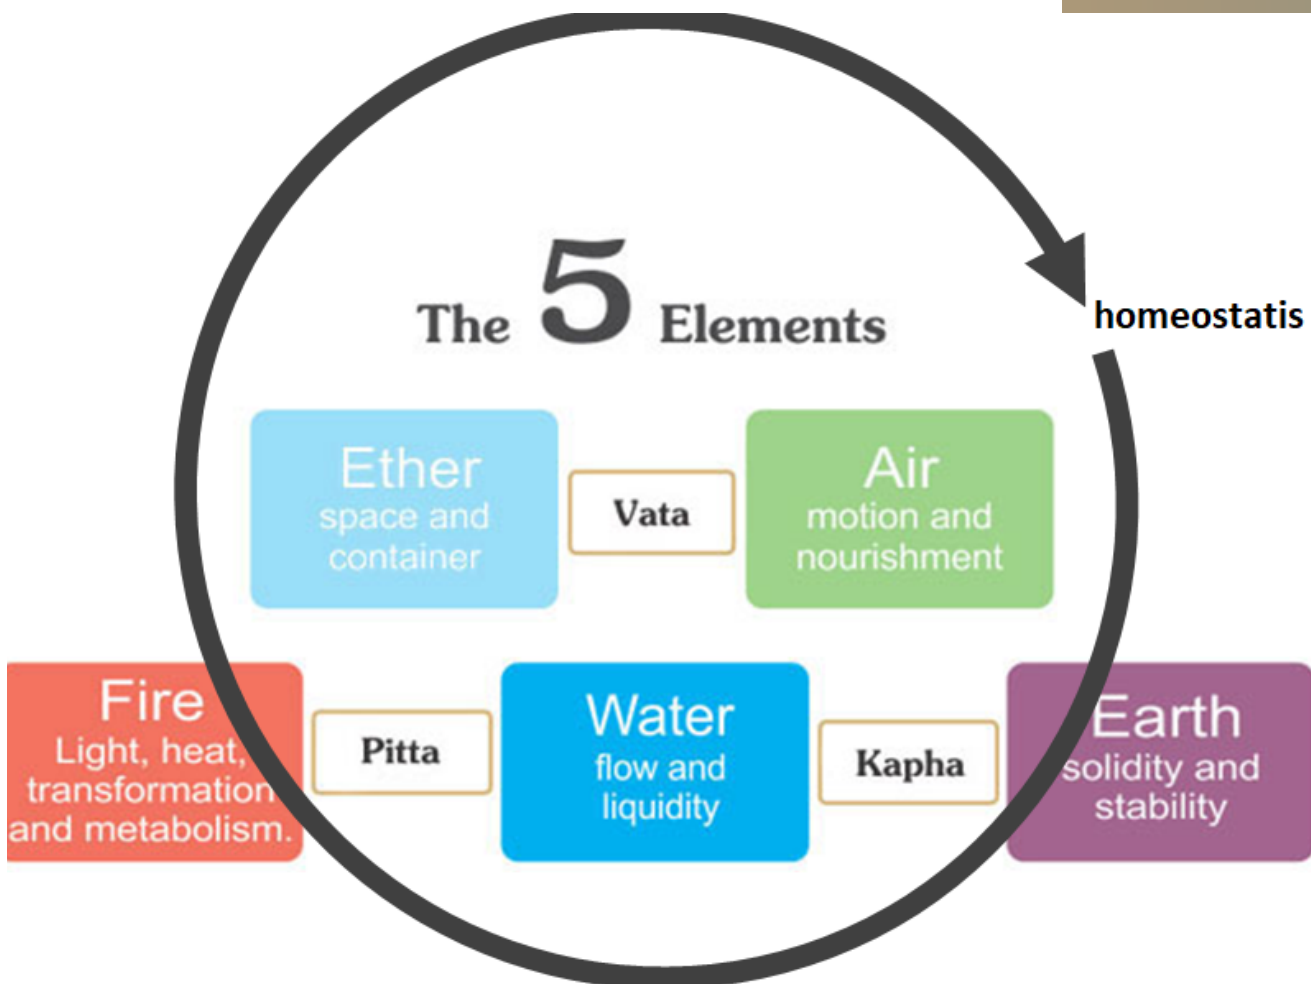 The 5 Elements
homeostatis
Ether
space and
container
Vata
Air
motion and
nourishment
Fire
Light, heat,
transformation
and metabolism.
Pitta
Water
flow and
liquidity
Kapha
Earth
solidity and
stability